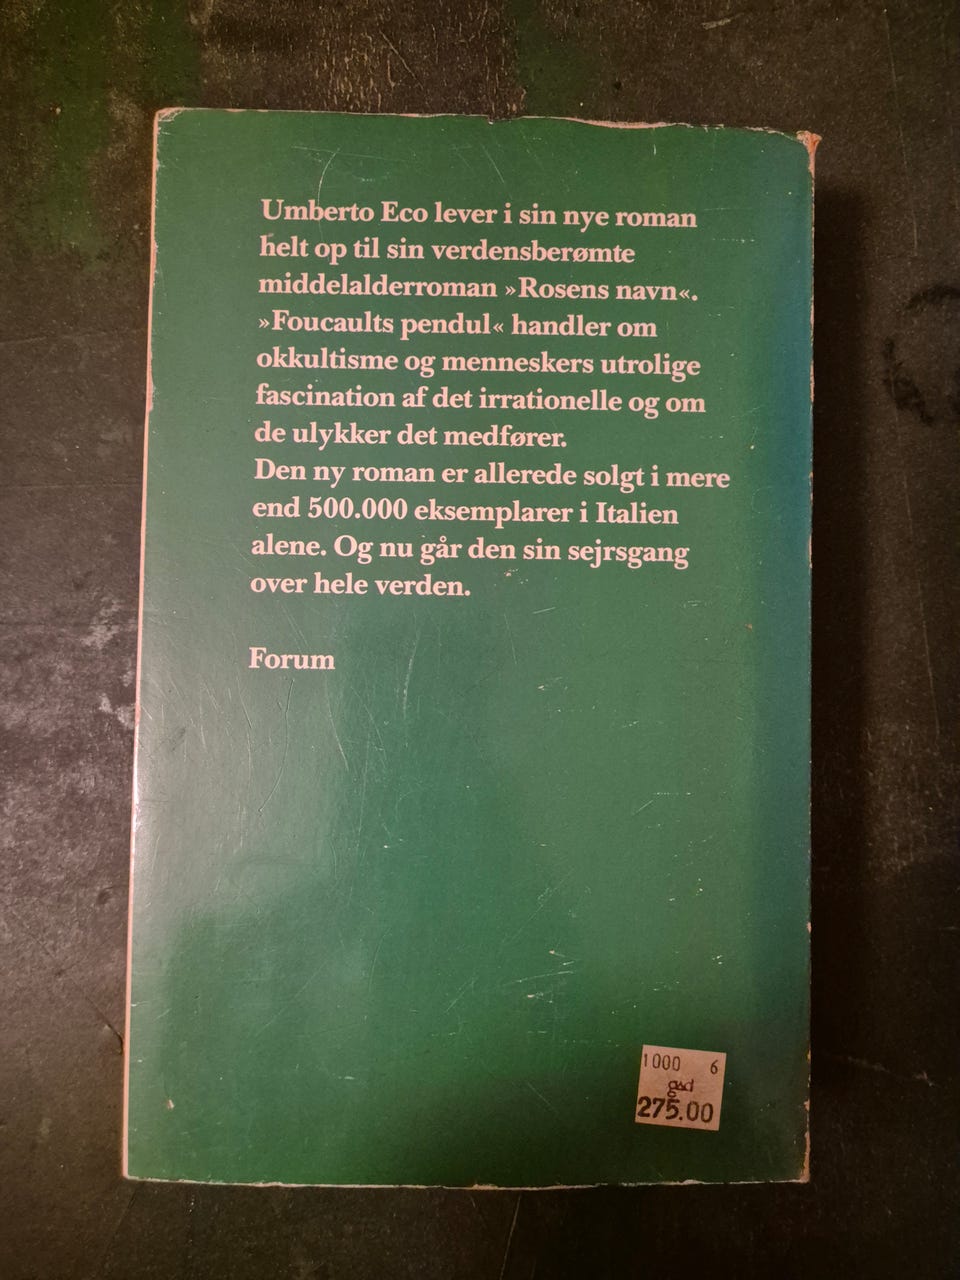 Umberto Eco lever i sin nye roman
helt op til sin verdensberømte
middelalderroman »Rosens navn«.
»Foucaults pendul« handler om
okkultisme og menneskers utrolige
fascination af det irrationelle og om
de ulykker det medfører.
Den ny roman er allerede solgt i mere
end 500.000 eksemplarer i Italien
alene. Og nu går den sin sejrsgang
over hele verden.
Forum
1000 6
gad
275.00